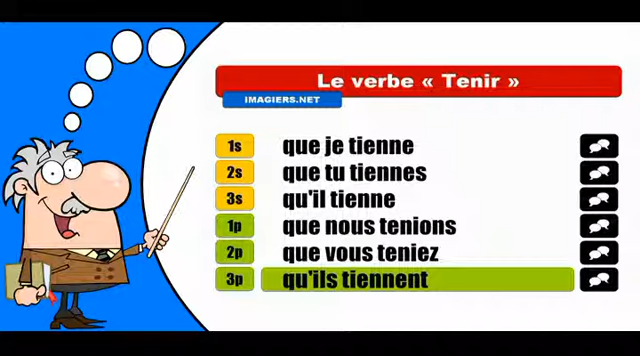 Le verbe « Tenir »
IMAGIERS.NET
1s que je tienne
2s que tu tiennes
3s qu'il tienne
1p que nous tenions
2p que vous teniez
3p qu'ils tiennent